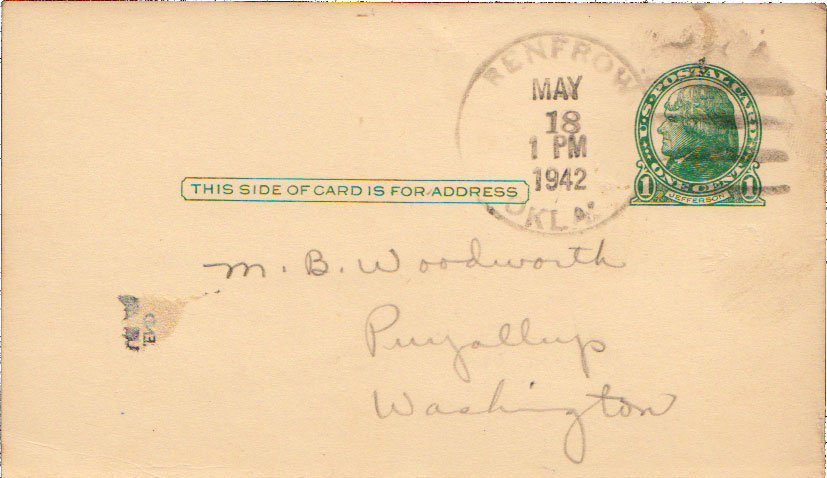 RENFROW
MAY
18
1 PM
1942
OKLA.
U.S. POSTAL CARD
ONE CENT
1 1
JEFFERSON
THIS SIDE OF CARD IS FOR ADDRESS
M. B. Woodworth
Puyallup
Washington